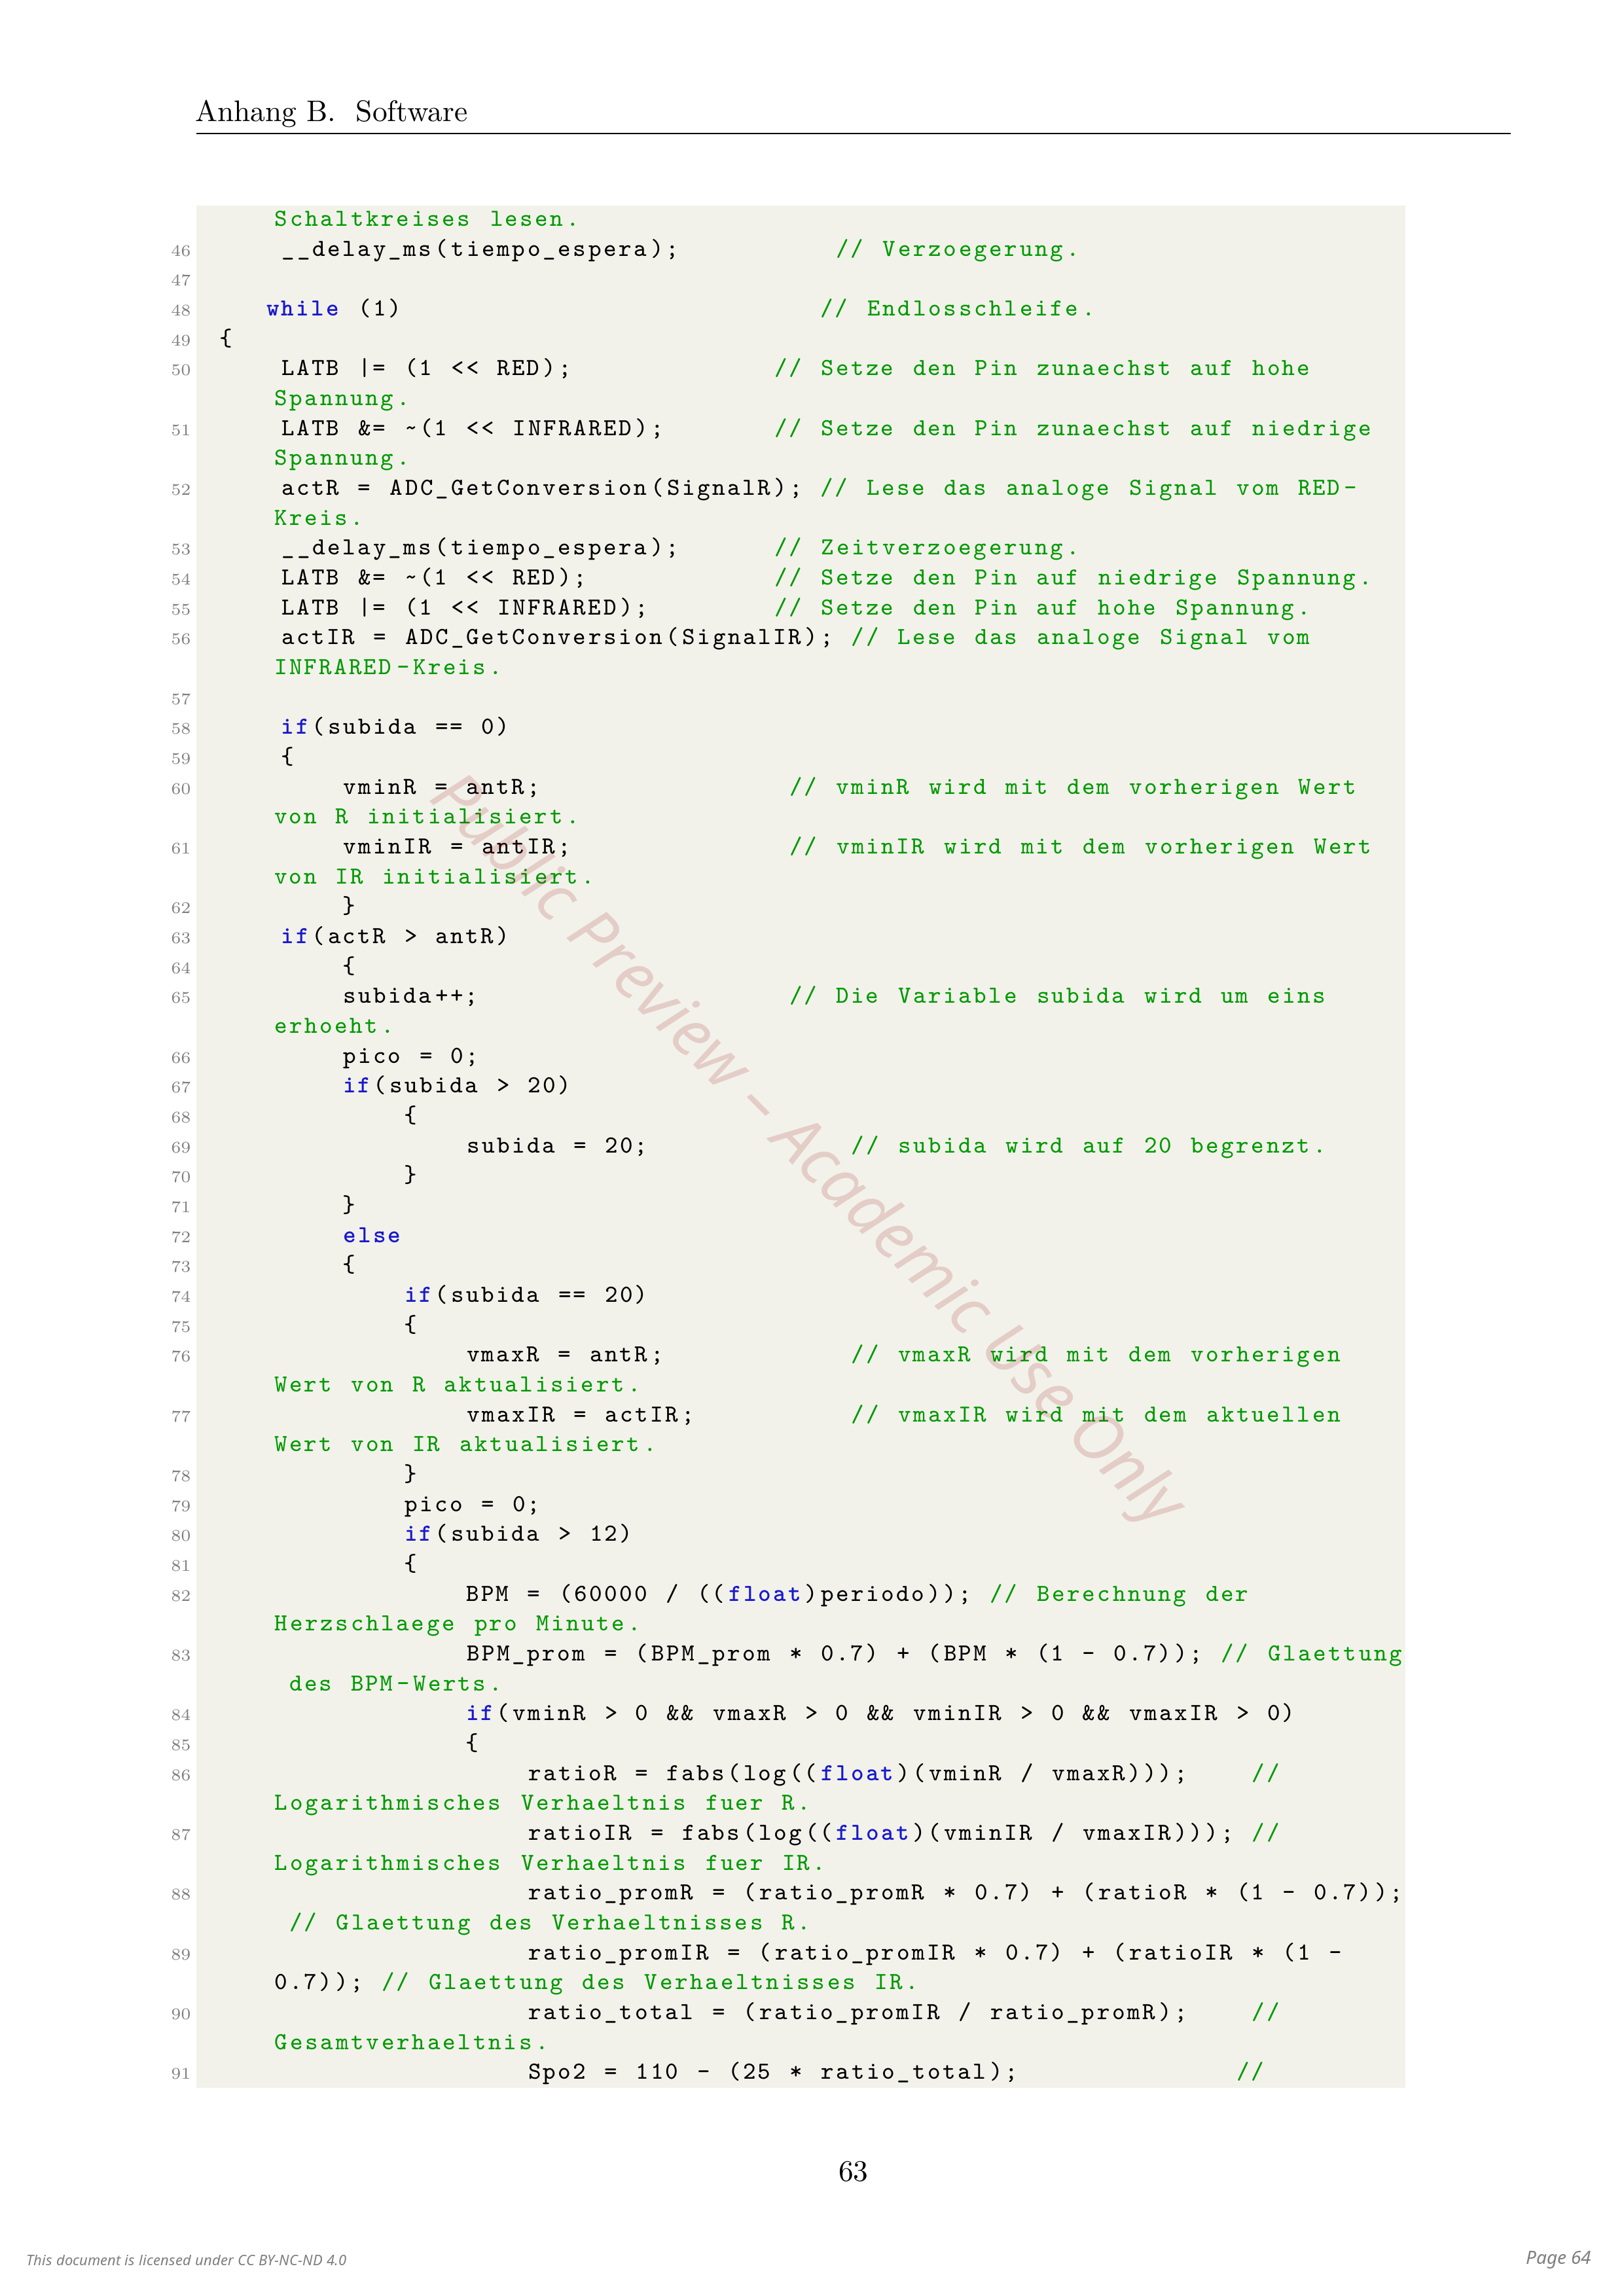 Anhang B. Software
Schaltkreises lesen.
46 __delay_ms(tiempo_espera); // Verzoegerung.
47
48 while (1) // Endlosschleife.
49 {
50 LATB |= (1 << RED); // Setze den Pin zunaechst auf hohe
Spannung.
51 LATB &= ~(1 << INFRARED); // Setze den Pin zunaechst auf niedrige
Spannung.
52 actR = ADC_GetConversion(SignalR); // Lese das analoge Signal vom RED-
Kreis.
53 __delay_ms(tiempo_espera); // Zeitverzoegerung.
54 LATB &= ~(1 << RED); // Setze den Pin auf niedrige Spannung.
55 LATB |= (1 << INFRARED); // Setze den Pin auf hohe Spannung.
56 actIR = ADC_GetConversion(SignalIR); // Lese das analoge Signal vom
INFRARED-Kreis.
57
58 if(subida == 0)
59 {
60 vminR = antR; // vminR wird mit dem vorherigen Wert
von R initialisiert.
61 vminIR = antIR; // vminIR wird mit dem vorherigen Wert
von IR initialisiert.
62 }
63 if(actR > antR)
64 {
65 subida++; // Die Variable subida wird um eins
erhoeht.
66 pico = 0;
67 if(subida > 20)
68 {
69 subida = 20; // subida wird auf 20 begrenzt.
70 }
71 }
72 else
73 {
74 if(subida == 20)
75 {
76 vmaxR = antR; // vmaxR wird mit dem vorherigen
Wert von R aktualisiert.
77 vmaxIR = actIR; // vmaxIR wird mit dem aktuellen
Wert von IR aktualisiert.
78 }
79 pico = 0;
80 if(subida > 12)
81 {
82 BPM = (60000 / ((float)periodo)); // Berechnung der
Herzschlaege pro Minute.
83 BPM_prom = (BPM_prom * 0.7) + (BPM * (1 - 0.7)); // Glaettung
des BPM-Werts.
84 if(vminR > 0 && vmaxR > 0 && vminIR > 0 && vmaxIR > 0)
85 {
86 ratioR = fabs(log((float)(vminR / vmaxR))); //
Logarithmisches Verhaeltnis fuer R.
87 ratioIR = fabs(log((float)(vminIR / vmaxIR))); //
Logarithmisches Verhaeltnis fuer IR.
88 ratio_promR = (ratio_promR * 0.7) + (ratioR * (1 - 0.7));
// Glaettung des Verhaeltnisses R.
89 ratio_promIR = (ratio_promIR * 0.7) + (ratioIR * (1 -
0.7)); // Glaettung des Verhaeltnisses IR.
90 ratio_total = (ratio_promIR / ratio_promR); //
Gesamtverhaeltnis.
91 Spo2 = 110 - (25 * ratio_total); //
Public Preview – Academic Use Only
63
This document is licensed under CC BY-NC-ND 4.0
Page 64